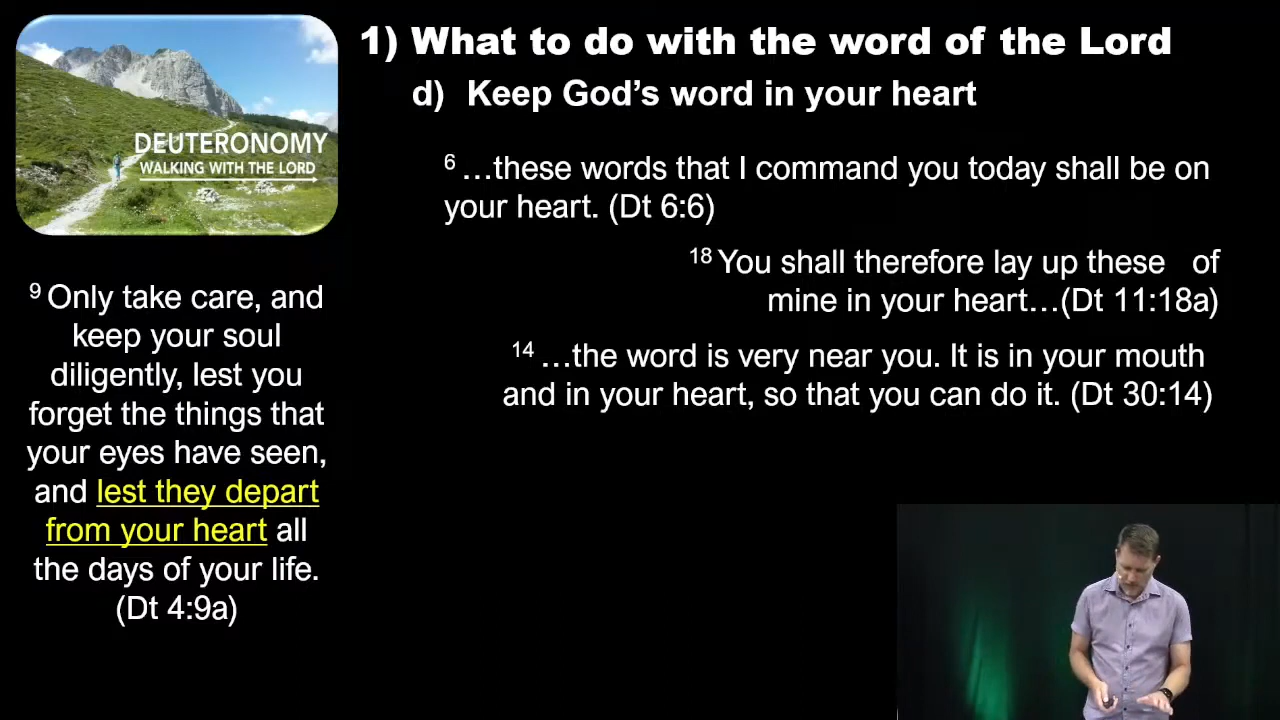 DEUTERONOMY
WALKING WITH THE LORD
9 Only take care, and
keep your soul
diligently, lest you
forget the things that
your eyes have seen,
and lest they depart
from your heart all
the days of your life.
(Dt 4:9a)
1) What to do with the word of the Lord
d) Keep God’s word in your heart
6 …these words that I command you today shall be on
your heart. (Dt 6:6)
18 You shall therefore lay up these of
mine in your heart…(Dt 11:18a)
14 …the word is very near you. It is in your mouth
and in your heart, so that you can do it. (Dt 30:14)